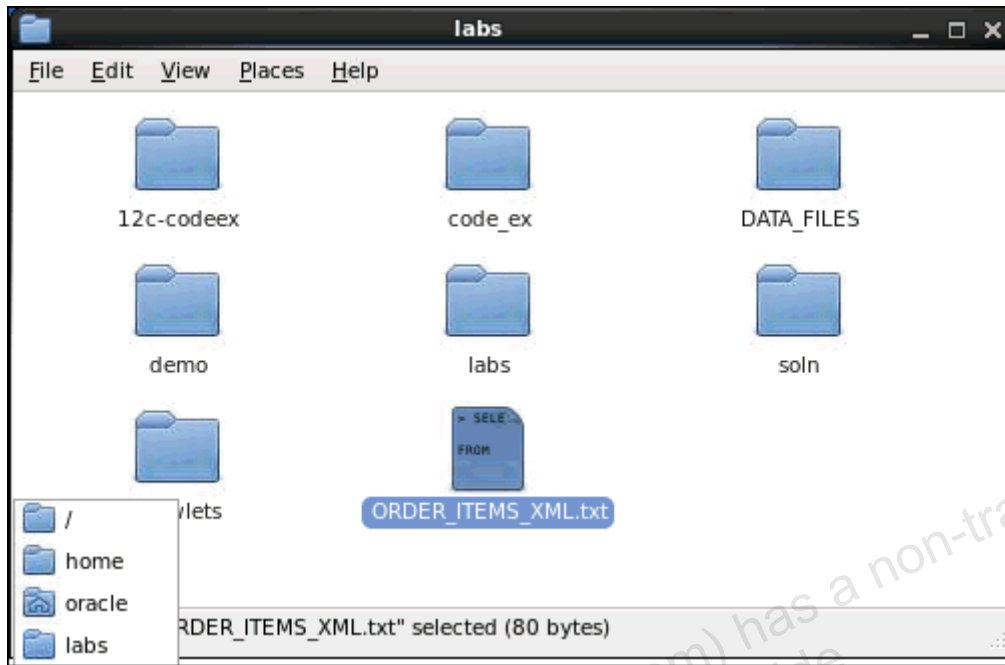 labs
File Edit View Places Help
12c-codeex code_ex DATA_FILES
demo labs soln
> SELE
FROM
wlets ORDER_ITEMS_XML.txt
/
home
oracle
RDER_ITEMS_XML.txt" selected (80 bytes)
labs
m) has a non-tra